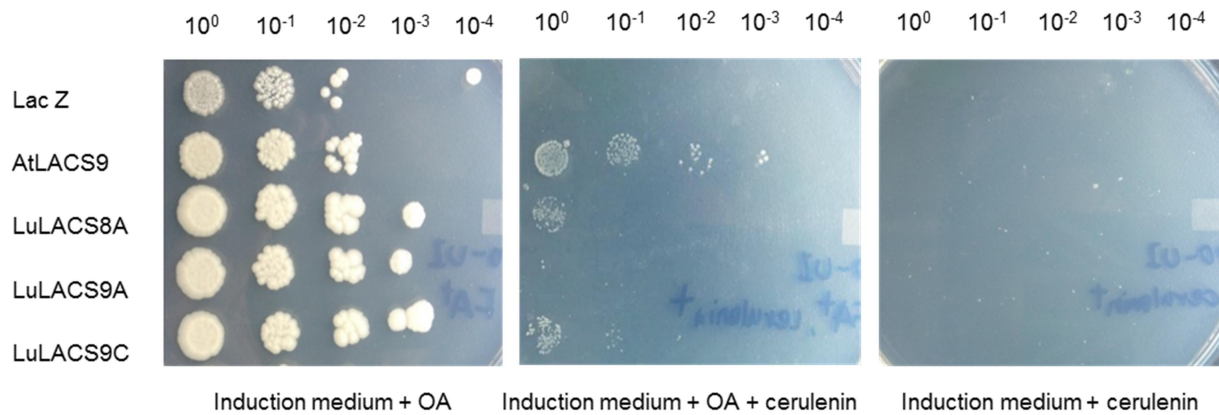 10⁰ 10⁻¹ 10⁻² 10⁻³ 10⁻⁴ 10⁰ 10⁻¹ 10⁻² 10⁻³ 10⁻⁴ 10⁰ 10⁻¹ 10⁻² 10⁻³ 10⁻⁴
Lac Z
AtLACS9
LuLACS8A
LuLACS9A
LuLACS9C
cerulenin +
cerulenin +
Induction medium + OA
Induction medium + OA + cerulenin
Induction medium + cerulenin